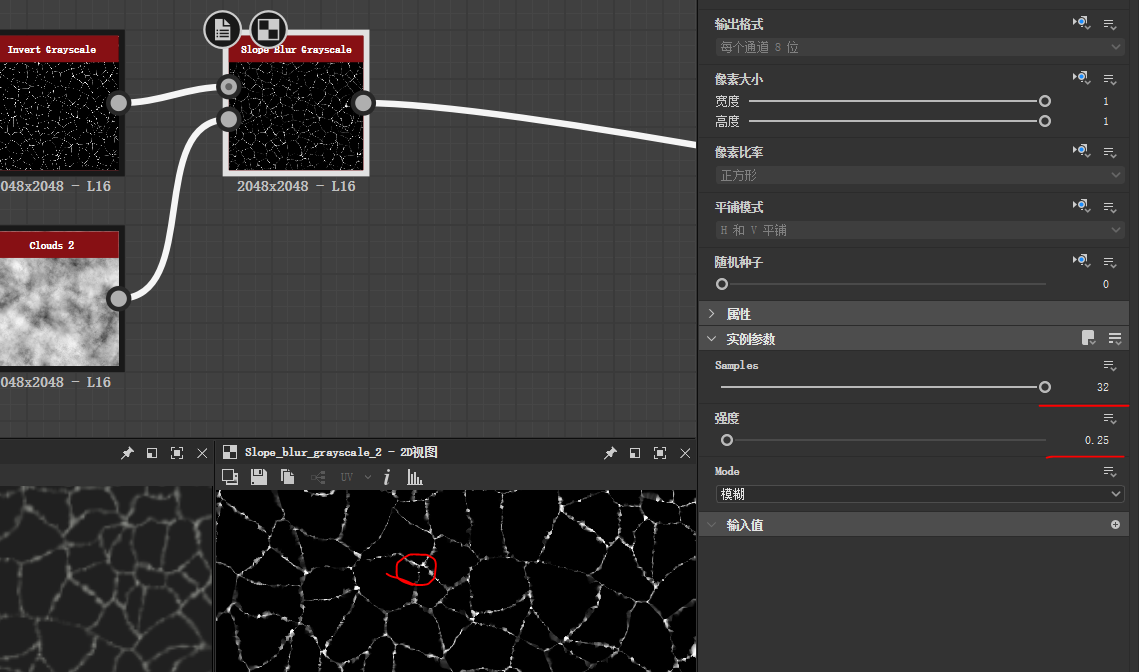 Invert Grayscale
Slope Blur Grayscale
048x2048 - L16
2048x2048 - L16
Clouds 2
048x2048 - L16
输出格式
每个通道 8 位
像素大小
宽度 1
高度 1
像素比率
正方形
平铺模式
H 和 V 平铺
随机种子
0
属性
实例参数
Samples
32
强度
0.25
Mode
模糊
输入值
Slope_blur_grayscale_2 - 2D视图
UV
i